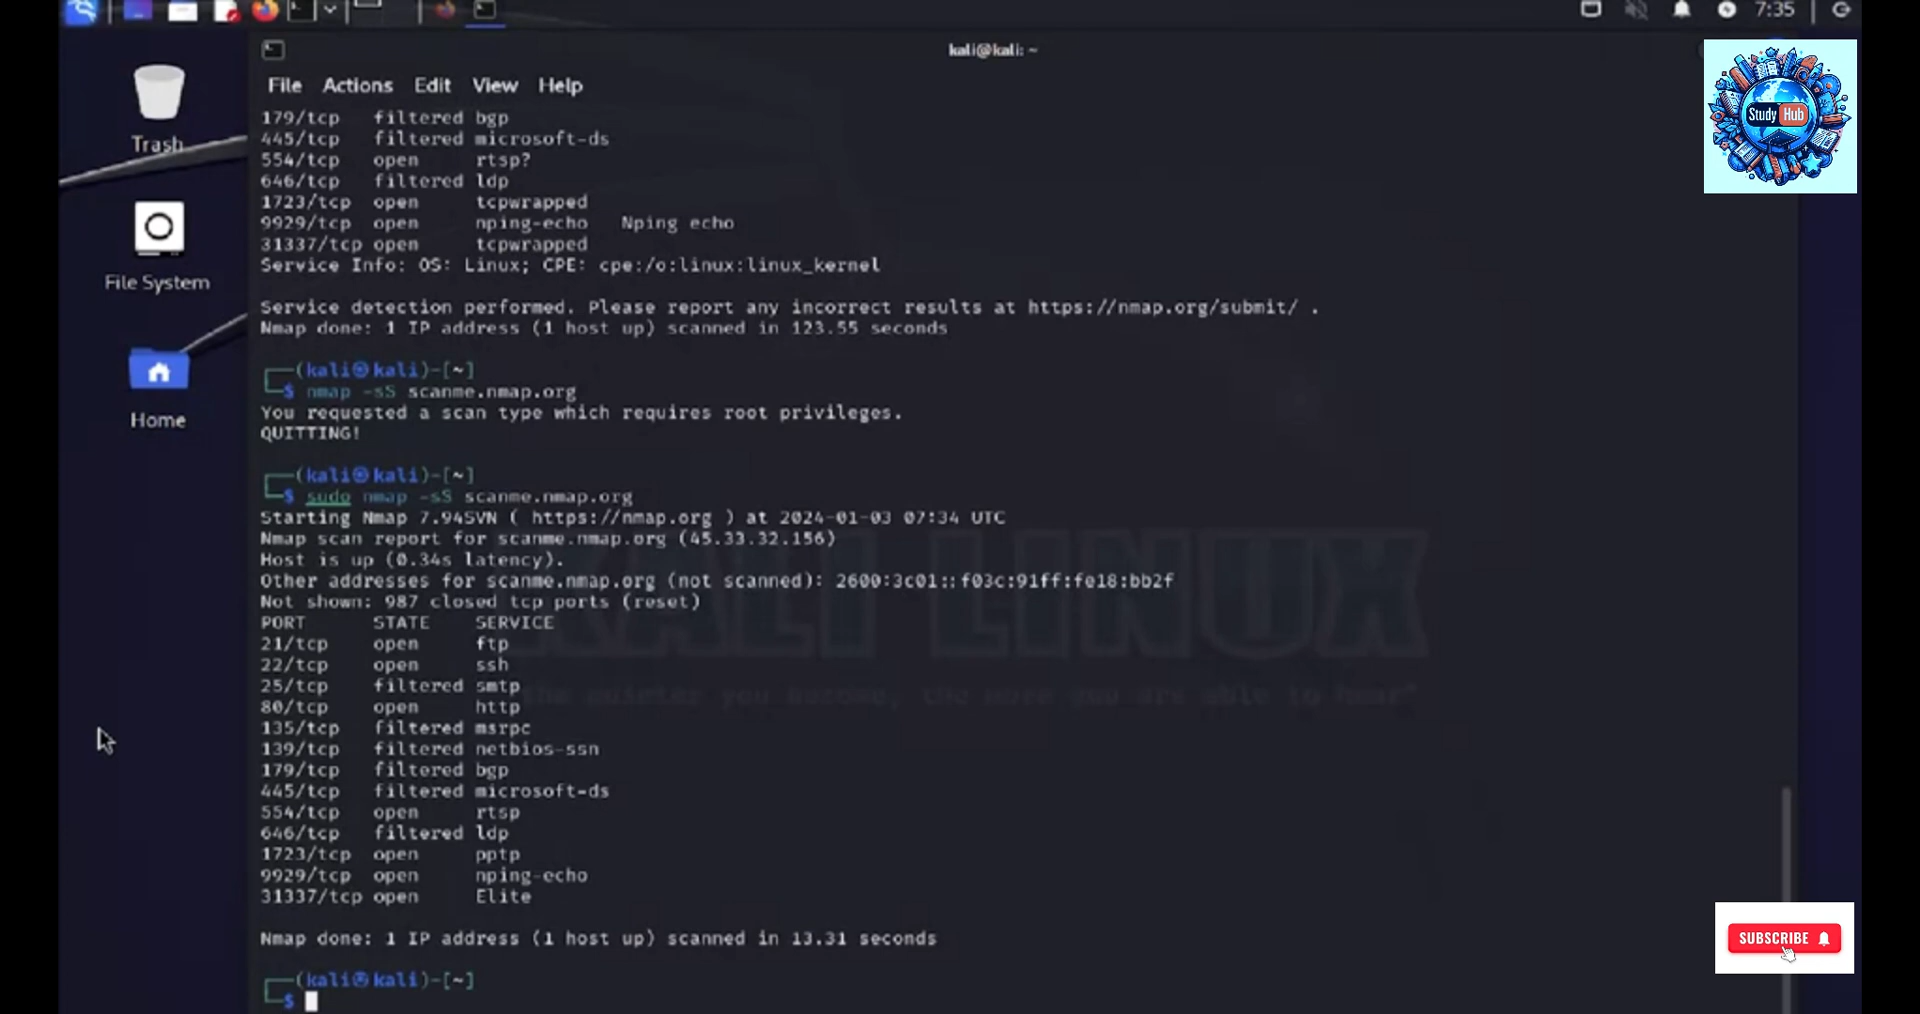 7:35
kali@kali: ~
Study Hub
File Actions Edit View Help
Trash
File System
Home
179/tcp filtered bgp
445/tcp filtered microsoft-ds
554/tcp open rtsp?
646/tcp filtered ldp
1723/tcp open tcpwrapped
9929/tcp open nping-echo Nping echo
31337/tcp open tcpwrapped
Service Info: OS: Linux; CPE: cpe:/o:linux:linux_kernel
Service detection performed. Please report any incorrect results at https://nmap.org/submit/ .
Nmap done: 1 IP address (1 host up) scanned in 123.55 seconds
(kali㉿kali)-[~]
$ nmap -sS scanme.nmap.org
You requested a scan type which requires root privileges.
QUITTING!
(kali㉿kali)-[~]
$ sudo nmap -sS scanme.nmap.org
Starting Nmap 7.94SVN ( https://nmap.org ) at 2024-01-03 07:34 UTC
Nmap scan report for scanme.nmap.org (45.33.32.156)
Host is up (0.34s latency).
Other addresses for scanme.nmap.org (not scanned): 2600:3c01::f03c:91ff:fe18:bb2f
Not shown: 987 closed tcp ports (reset)
PORT STATE SERVICE
21/tcp open ftp
22/tcp open ssh
25/tcp filtered smtp
80/tcp open http
135/tcp filtered msrpc
139/tcp filtered netbios-ssn
179/tcp filtered bgp
445/tcp filtered microsoft-ds
554/tcp open rtsp
646/tcp filtered ldp
1723/tcp open pptp
9929/tcp open nping-echo
31337/tcp open Elite
Nmap done: 1 IP address (1 host up) scanned in 13.31 seconds
(kali㉿kali)-[~]
$
KALI LINUX
you become, the more you are able to hear"
SUBSCRIBE